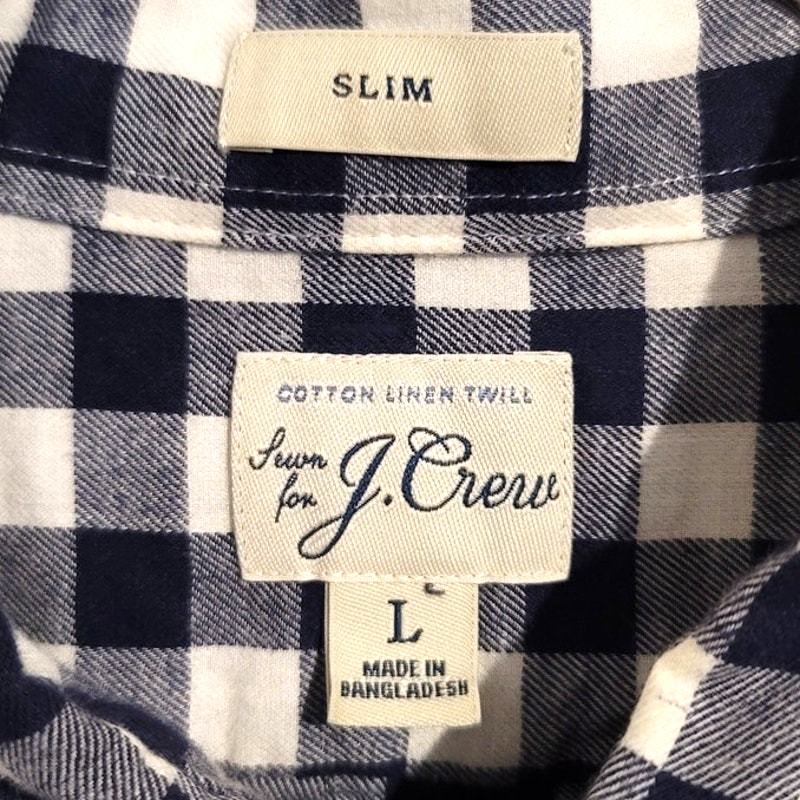 SLIM
COTTON LINEN TWILL
Sewn
for J.Crew
L
MADE IN
BANGLADESH